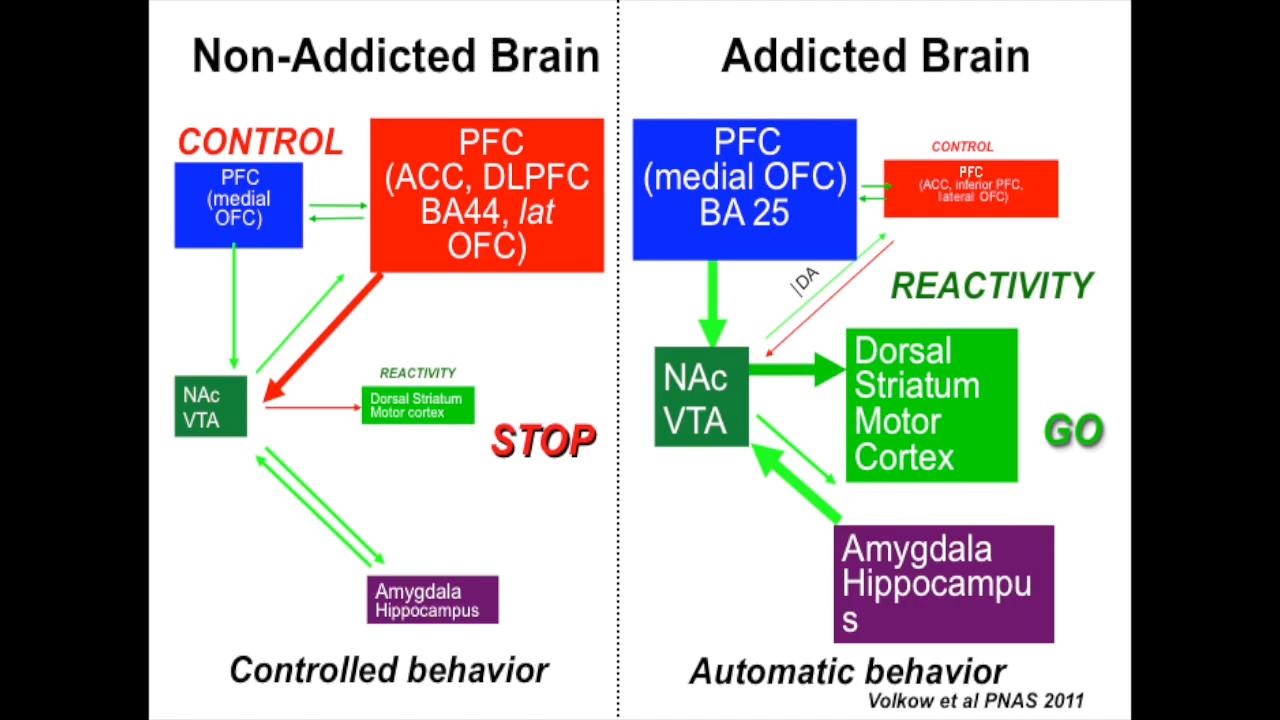 Non-Addicted Brain
CONTROL
PFC
(medial
OFC)
PFC
(ACC, DLPFC
BA44, lat
OFC)
NAc
VTA
REACTIVITY
Dorsal Striatum
Motor cortex
STOP
Amygdala
Hippocampus
Controlled behavior
Addicted Brain
PFC
(medial OFC)
BA 25
CONTROL
PFC
(ACC, inferior PFC,
lateral OFC)
|DA
REACTIVITY
NAc
VTA
Dorsal
Striatum
Motor
Cortex
GO
Amygdala
Hippocampu
s
Automatic behavior
Volkow et al PNAS 2011